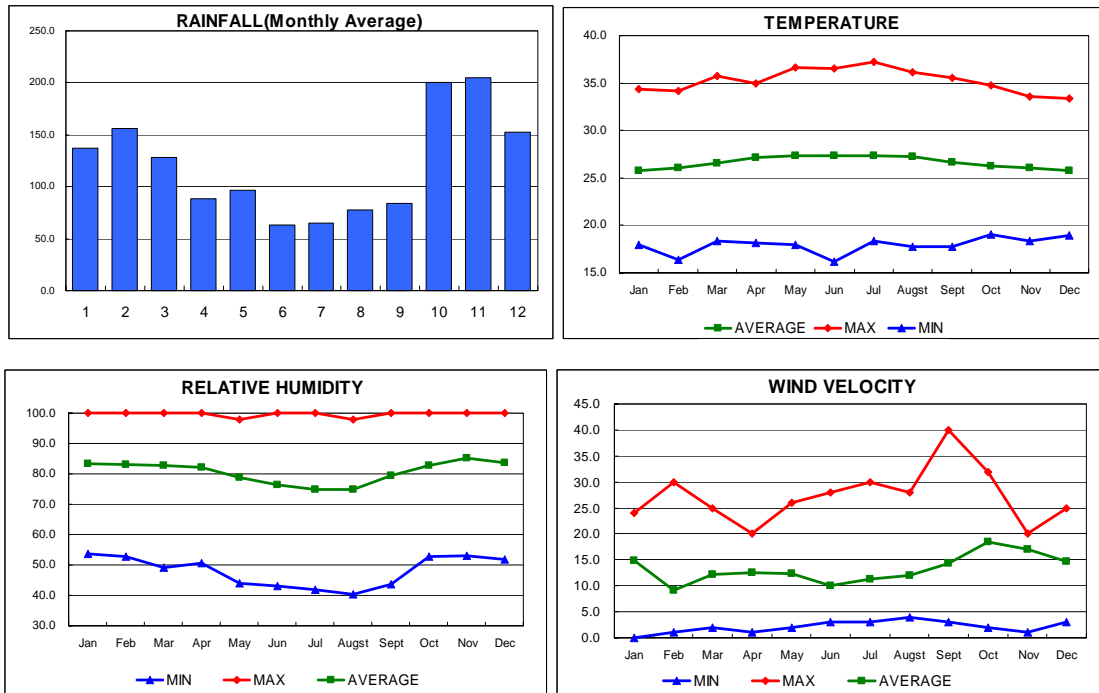 RAINFALL(Monthly Average)
250.0
200.0
150.0
100.0
50.0
0.0
1 2 3 4 5 6 7 8 9 10 11 12
TEMPERATURE
40.0
35.0
30.0
25.0
20.0
15.0
Jan Feb Mar Apr May Jun Jul Augst Sept Oct Nov Dec
AVERAGE MAX MIN
RELATIVE HUMIDITY
100.0
90.0
80.0
70.0
60.0
50.0
40.0
30.0
Jan Feb Mar Apr May Jun Jul Augst Sept Oct Nov Dec
MIN MAX AVERAGE
WIND VELOCITY
45.0
40.0
35.0
30.0
25.0
20.0
15.0
10.0
5.0
0.0
Jan Feb Mar Apr May Jun Jul Augst Sept Oct Nov Dec
MIN MAX AVERAGE